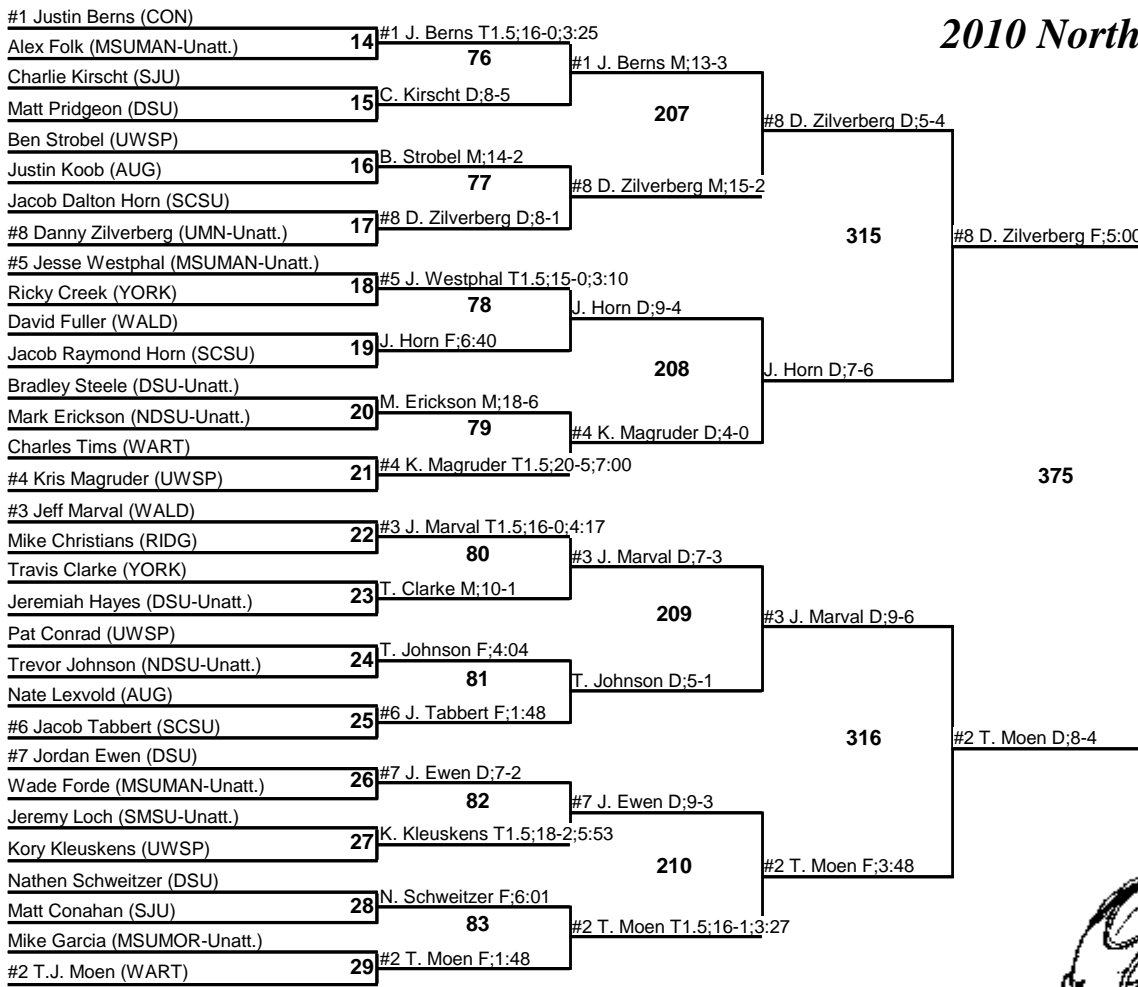 2010 North
#1 Justin Berns (CON)
Alex Folk (MSUMAN-Unatt.)
14
#1 J. Berns T1.5;16-0;3:25
76
#1 J. Berns M;13-3
Charlie Kirscht (SJU)
Matt Pridgeon (DSU)
15
C. Kirscht D;8-5
207
#8 D. Zilverberg D;5-4
Ben Strobel (UWSP)
Justin Koob (AUG)
16
B. Strobel M;14-2
77
#8 D. Zilverberg M;15-2
Jacob Dalton Horn (SCSU)
#8 Danny Zilverberg (UMN-Unatt.)
17
#8 D. Zilverberg D;8-1
315
#8 D. Zilverberg F;5:00
#5 Jesse Westphal (MSUMAN-Unatt.)
Ricky Creek (YORK)
18
#5 J. Westphal T1.5;15-0;3:10
78
J. Horn D;9-4
David Fuller (WALD)
Jacob Raymond Horn (SCSU)
19
J. Horn F;6:40
208
J. Horn D;7-6
Bradley Steele (DSU-Unatt.)
Mark Erickson (NDSU-Unatt.)
20
M. Erickson M;18-6
79
#4 K. Magruder D;4-0
Charles Tims (WART)
#4 Kris Magruder (UWSP)
21
#4 K. Magruder T1.5;20-5;7:00
375
#3 Jeff Marval (WALD)
Mike Christians (RIDG)
22
#3 J. Marval T1.5;16-0;4:17
80
#3 J. Marval D;7-3
Travis Clarke (YORK)
Jeremiah Hayes (DSU-Unatt.)
23
T. Clarke M;10-1
209
#3 J. Marval D;9-6
Pat Conrad (UWSP)
Trevor Johnson (NDSU-Unatt.)
24
T. Johnson F;4:04
81
T. Johnson D;5-1
Nate Lexvold (AUG)
#6 Jacob Tabbert (SCSU)
25
#6 J. Tabbert F;1:48
316
#2 T. Moen D;8-4
#7 Jordan Ewen (DSU)
Wade Forde (MSUMAN-Unatt.)
26
#7 J. Ewen D;7-2
82
#7 J. Ewen D;9-3
Jeremy Loch (SMSU-Unatt.)
Kory Kleuskens (UWSP)
27
K. Kleuskens T1.5;18-2;5:53
210
#2 T. Moen F;3:48
Nathen Schweitzer (DSU)
Matt Conahan (SJU)
28
N. Schweitzer F;6:01
83
#2 T. Moen T1.5;16-1;3:27
Mike Garcia (MSUMOR-Unatt.)
#2 T.J. Moen (WART)
29
#2 T. Moen F;1:48